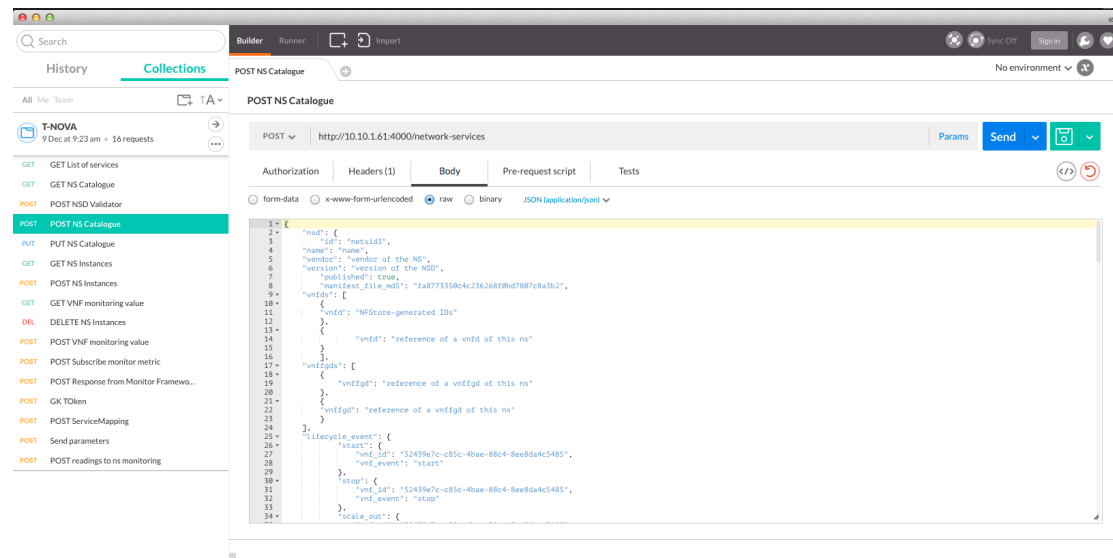 Search
Builder Runner Import Sync Off Sign in
History Collections
POST NS Catalogue No environment
All Me Team
POST NS Catalogue
T-NOVA
9 Dec at 9:23 am 16 requests
POST http://10.10.1.61:4000/network-services Params Send
GET GET List of services
GET GET NS Catalogue
POST POST NSD Validator
POST POST NS Catalogue
PUT PUT NS Catalogue
GET GET NS Instances
POST POST NS Instances
GET GET VNF monitoring value
DEL DELETE NS Instances
POST POST VNF monitoring value
POST POST Subscribe monitor metric
POST POST Response from Monitor Framewo...
POST GK TOken
POST POST ServiceMapping
POST Send parameters
POST POST readings to ns monitoring
Authorization Headers (1) Body Pre-request script Tests
form-data x-www-form-urlencoded raw binary JSON (application/json)
1 {
2 "nsd": {
3 "id": "netsid3",
4 "name": "name",
5 "vendor": "vendor of the NS",
6 "version": "version of the NSD",
7 "published": true,
8 "manifest_file_md5": "fa8773350c4c236268f0bd7807c8a3b2",
9 "vnfds": [
10 {
11 "vnfd": "NFStore-generated IDs"
12 },
13 {
14 "vnfd": "reference of a vnfd of this ns"
15 }
16 ],
17 "vnffgds": [
18 {
19 "vnffgd": "reference of a vnffgd of this ns"
20 },
21 {
22 "vnffgd": "reference of a vnffgd of this ns"
23 }
24 ],
25 "lifecycle_event": {
26 "start": {
27 "vnf_id": "52439e7c-c85c-4bae-88c4-8ee8da4c5485",
28 "vnf_event": "start"
29 },
30 "stop": {
31 "vnf_id": "52439e7c-c85c-4bae-88c4-8ee8da4c5485",
32 "vnf_event": "stop"
33 },
34 "scale_out": {